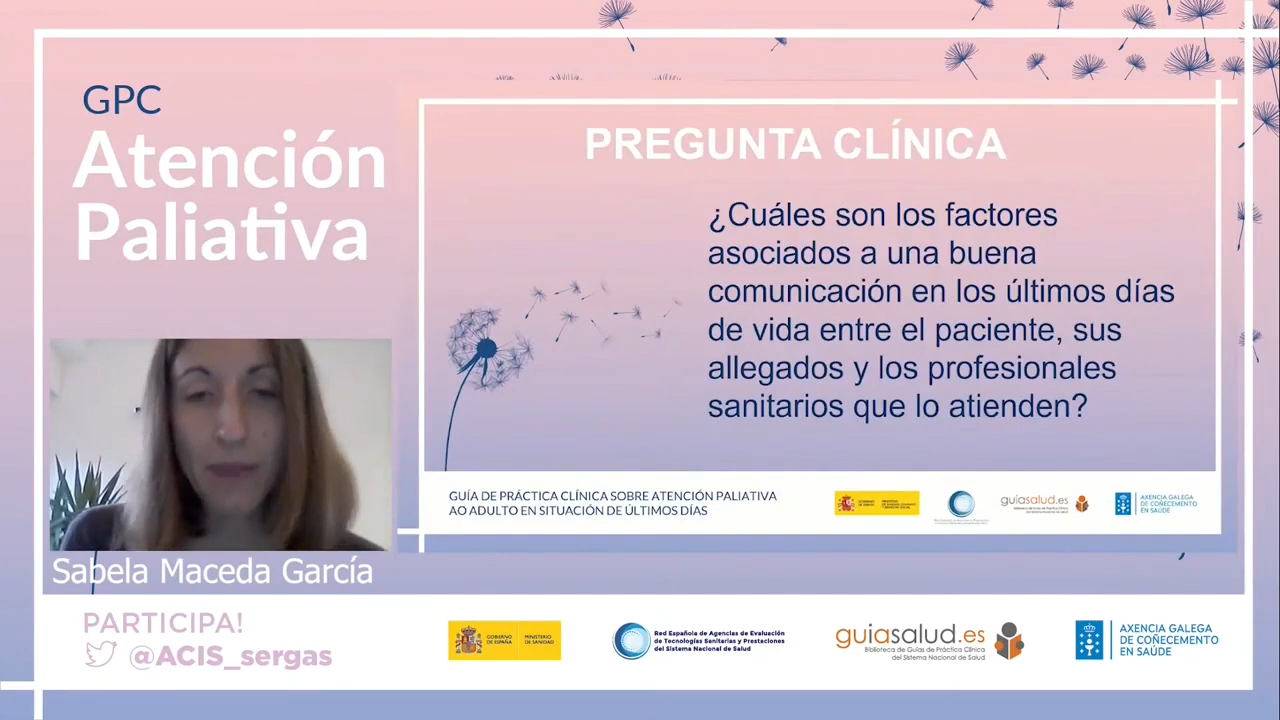 GPC
Atención
Paliativa
PREGUNTA CLÍNICA
¿Cuáles son los factores
asociados a una buena
comunicación en los últimos días
de vida entre el paciente, sus
allegados y los profesionales
sanitarios que lo atienden?
GUÍA DE PRÁCTICA CLÍNICA SOBRE ATENCIÓN PALIATIVA
AL ADULTO EN SITUACIÓN DE ÚLTIMOS DÍAS
guiasalud.es
AXENCIA GALEGA
DE COÑECEMENTO
EN SAÚDE
Sabela Maceda García
PARTICIPA!
@ACIS_sergas
GOBIERNO
DE ESPAÑA
MINISTERIO
DE SANIDAD
Red Española de Agencias de Evaluación
de Tecnologías Sanitarias y Prestaciones
del Sistema Nacional de Salud
guiasalud.es
Biblioteca de Guías de Práctica Clínica
del Sistema Nacional de Salud
AXENCIA GALEGA
DE COÑECEMENTO
EN SAÚDE